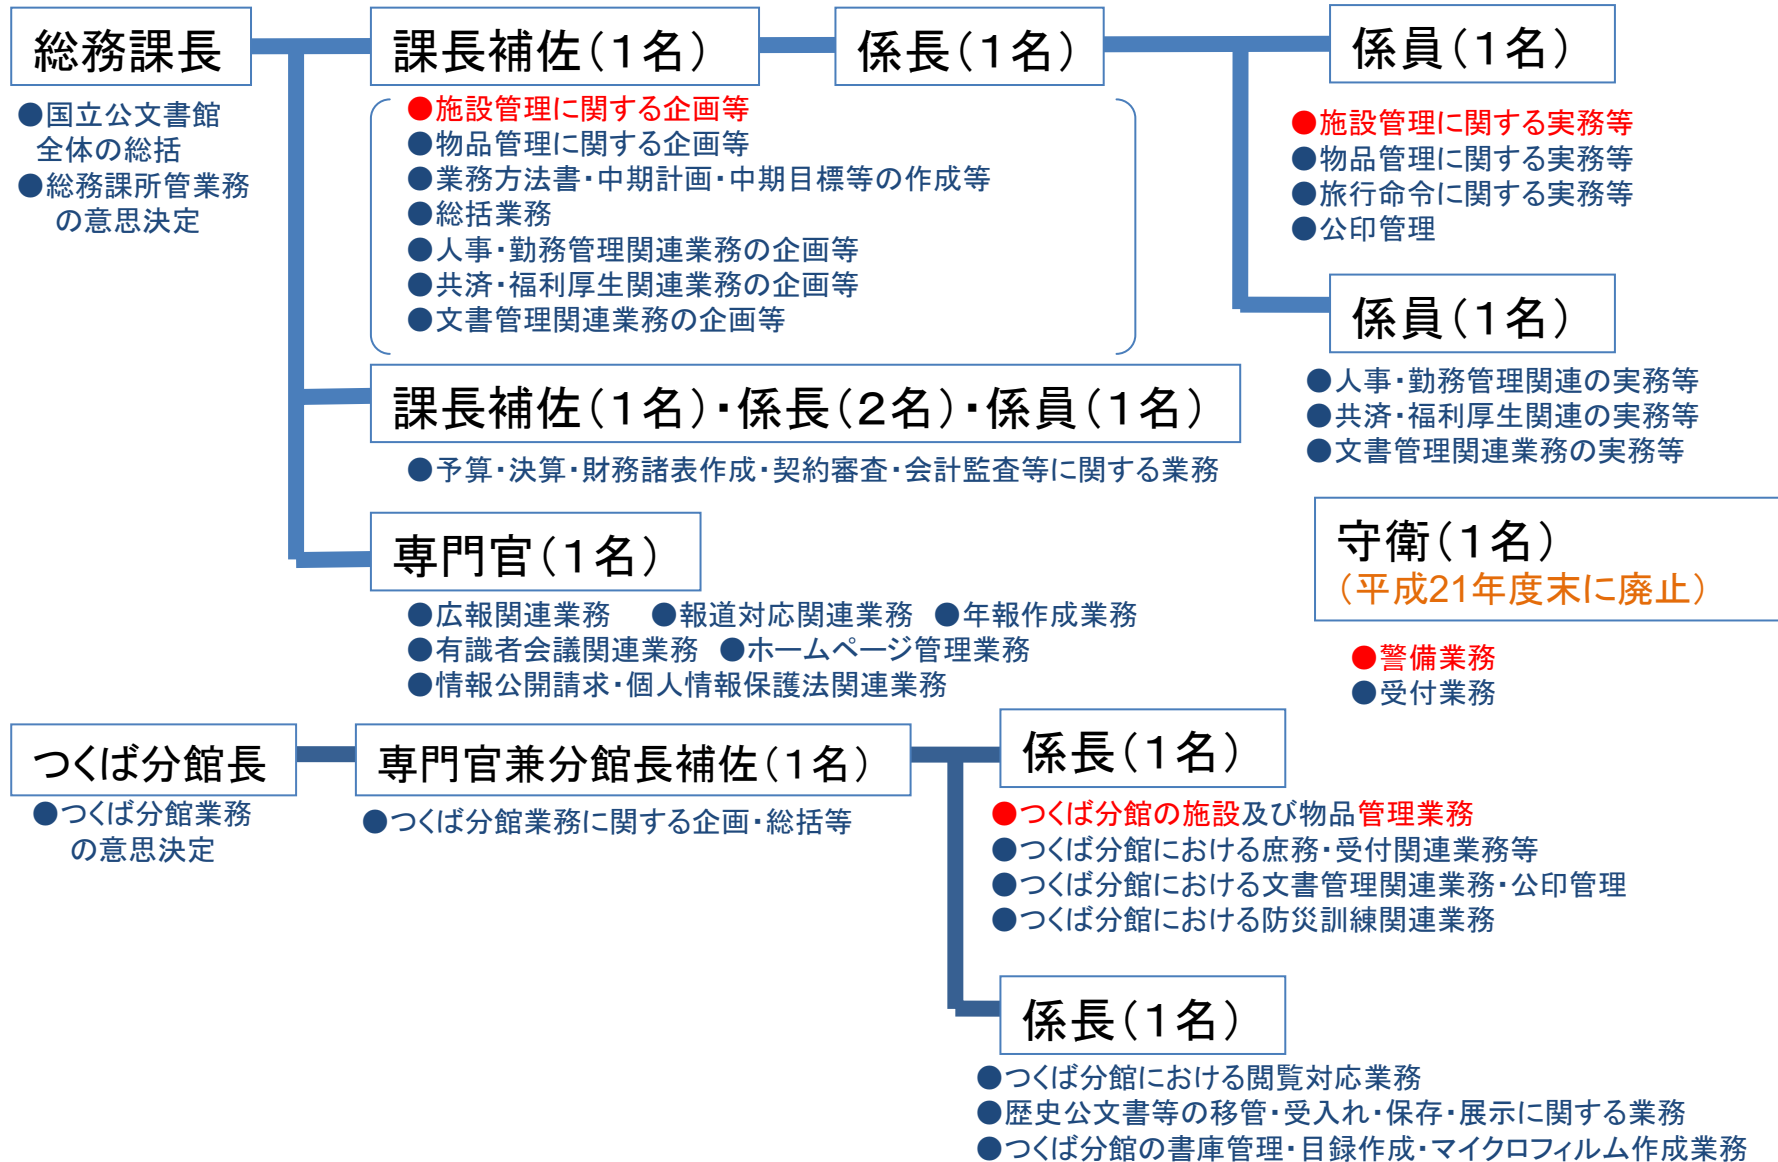 総務課長
●国立公文書館
全体の総括
●総務課所管業務
の意思決定
課長補佐(1名)
●施設管理に関する企画等
●物品管理に関する企画等
●業務方法書・中期計画・中期目標等の作成等
●総括業務
●人事・勤務管理関連業務の企画等
●共済・福利厚生関連業務の企画等
●文書管理関連業務の企画等
係長(1名)
係員(1名)
●施設管理に関する実務等
●物品管理に関する実務等
●旅行命令に関する実務等
●公印管理
係員(1名)
●人事・勤務管理関連の実務等
●共済・福利厚生関連の実務等
●文書管理関連業務の実務等
課長補佐(1名)・係長(2名)・係員(1名)
●予算・決算・財務諸表作成・契約審査・会計監査等に関する業務
専門官(1名)
●広報関連業務 ●報道対応関連業務 ●年報作成業務
●有識者会議関連業務 ●ホームページ管理業務
●情報公開請求・個人情報保護法関連業務
守衛(1名)
(平成21年度末に廃止)
●警備業務
●受付業務
つくば分館長
●つくば分館業務
の意思決定
専門官兼分館長補佐(1名)
●つくば分館業務に関する企画・総括等
係長(1名)
●つくば分館の施設及び物品管理業務
●つくば分館における庶務・受付関連業務等
●つくば分館における文書管理関連業務・公印管理
●つくば分館における防災訓練関連業務
係長(1名)
●つくば分館における閲覧対応業務
●歴史公文書等の移管・受入れ・保存・展示に関する業務
●つくば分館の書庫管理・目録作成・マイクロフィルム作成業務